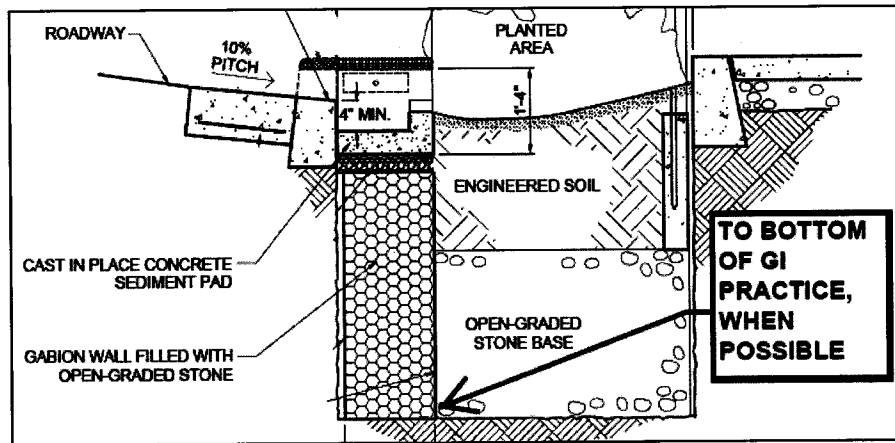 ROADWAY
10%
PITCH
PLANTED
AREA
4" MIN.
1'-4"
ENGINEERED SOIL
CAST IN PLACE CONCRETE
SEDIMENT PAD
GABION WALL FILLED WITH
OPEN-GRADED STONE
OPEN-GRADED
STONE BASE
TO BOTTOM
OF GI
PRACTICE,
WHEN
POSSIBLE